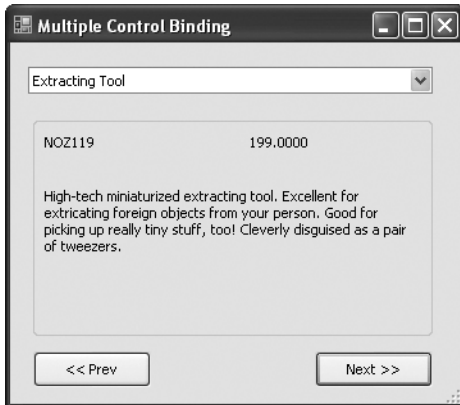 Multiple Control Binding
Extracting Tool
NOZ119 199.0000
High-tech miniaturized extracting tool. Excellent for
extricating foreign objects from your person. Good for
picking up really tiny stuff, too! Cleverly disguised as a pair
of tweezers.
<< Prev Next >>